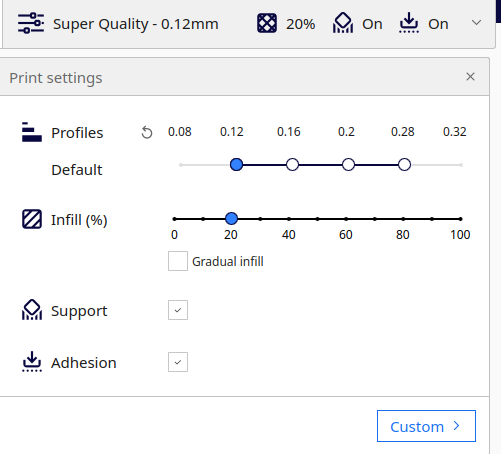 Super Quality - 0.12mm 20% On On
Print settings
Profiles 0.08 0.12 0.16 0.2 0.28 0.32
Default
Infill (%)
0 20 40 60 80 100
Gradual infill
Support
Adhesion
Custom